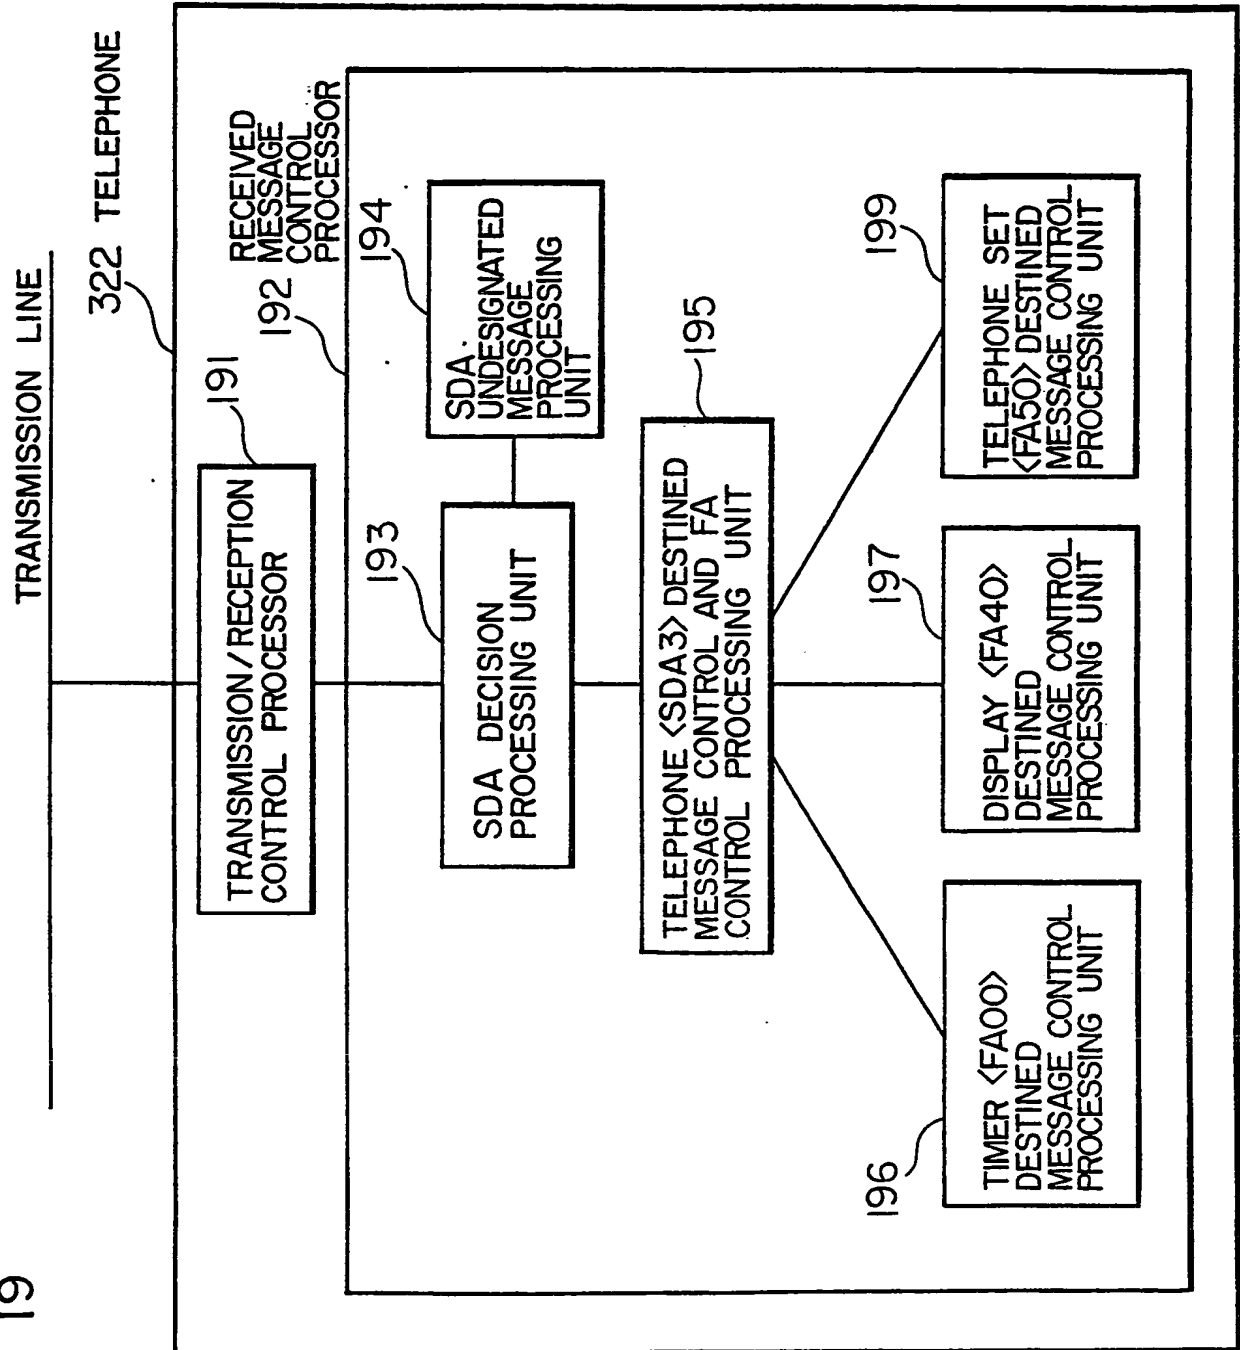 19
TRANSMISSION LINE
322 TELEPHONE
191
TRANSMISSION/RECEPTION
CONTROL PROCESSOR
RECEIVED
MESSAGE
CONTROL
PROCESSOR
192
193
SDA DECISION
PROCESSING UNIT
194
SDA
UNDESIGNATED
MESSAGE
PROCESSING
UNIT
195
TELEPHONE <SDA3> DESTINED
MESSAGE CONTROL AND FA
CONTROL PROCESSING UNIT
196
TIMER <FA00>
DESTINED
MESSAGE CONTROL
PROCESSING UNIT
197
DISPLAY <FA40>
DESTINED
MESSAGE CONTROL
PROCESSING UNIT
199
TELEPHONE SET
<FA50> DESTINED
MESSAGE CONTROL
PROCESSING UNIT